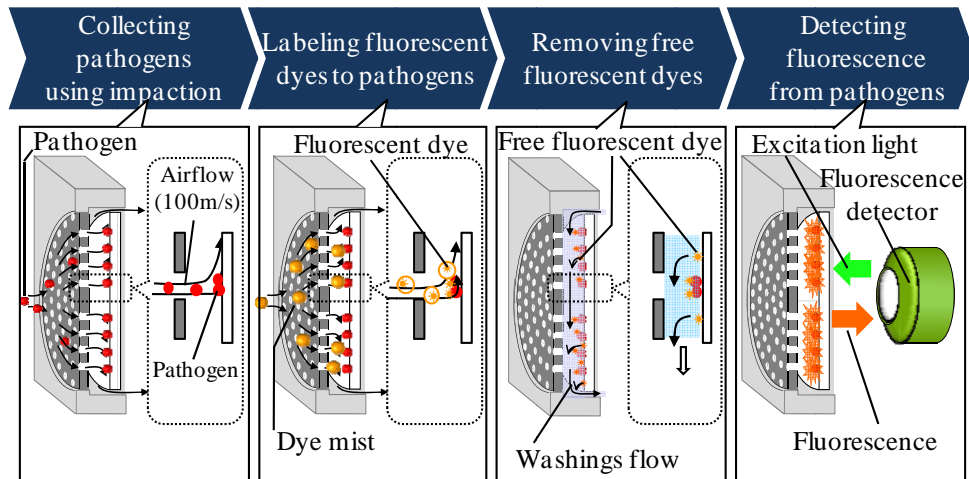 Collecting
pathogens
using impaction
Labeling fluorescent
dyes to pathogens
Removing free
fluorescent dyes
Detecting
fluorescence
from pathogens
Pathogen
Airflow
(100m/s)
Pathogen
Fluorescent dye
Dye mist
Free fluorescent dye
Washings flow
Excitation light
Fluorescence
detector
Fluorescence